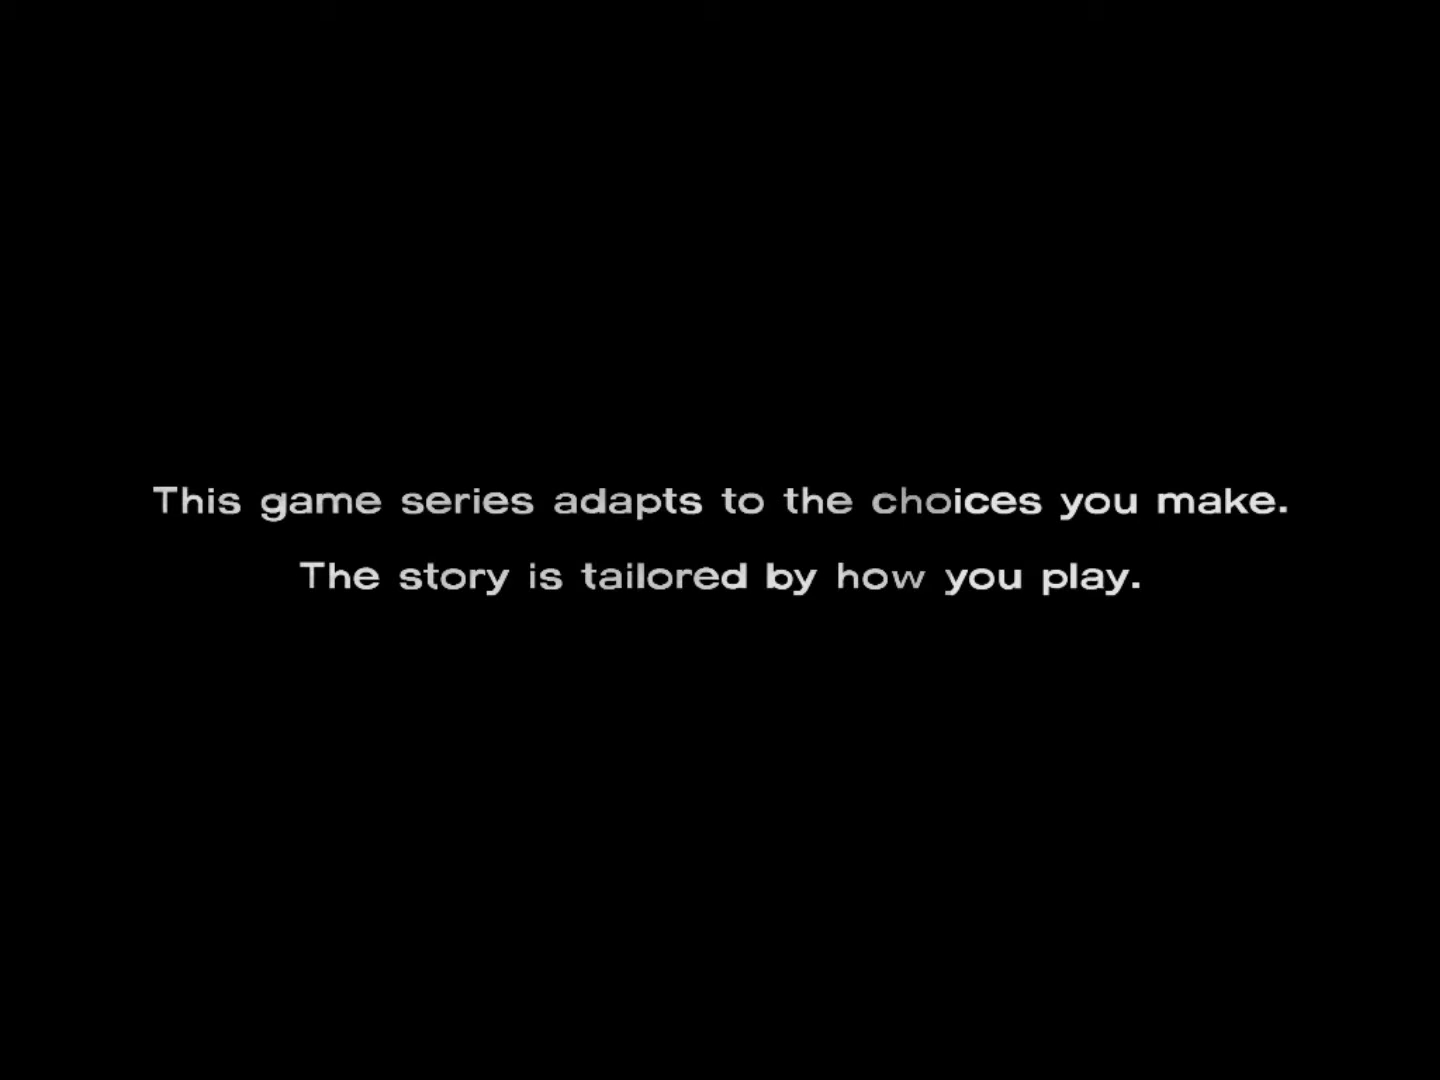 This game series adapts to the choices you make.
The story is tailored by how you play.